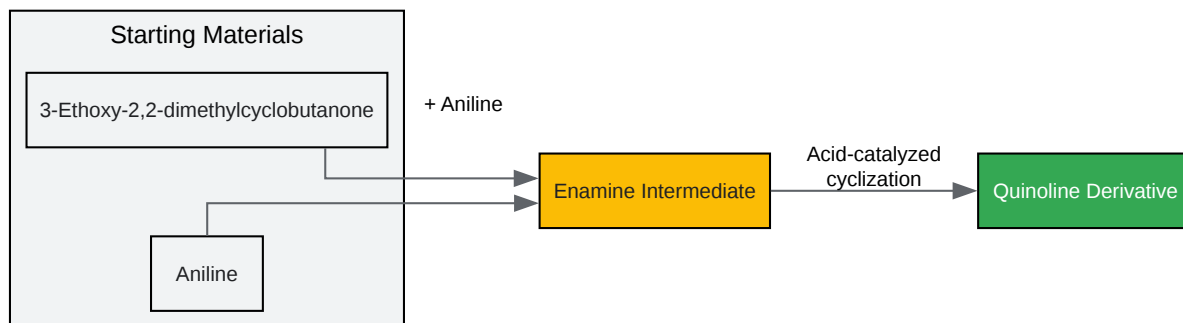 Starting Materials
3-Ethoxy-2,2-dimethylcyclobutanone
+ Aniline
Aniline
Enamine Intermediate
Acid-catalyzed
cyclization
Quinoline Derivative